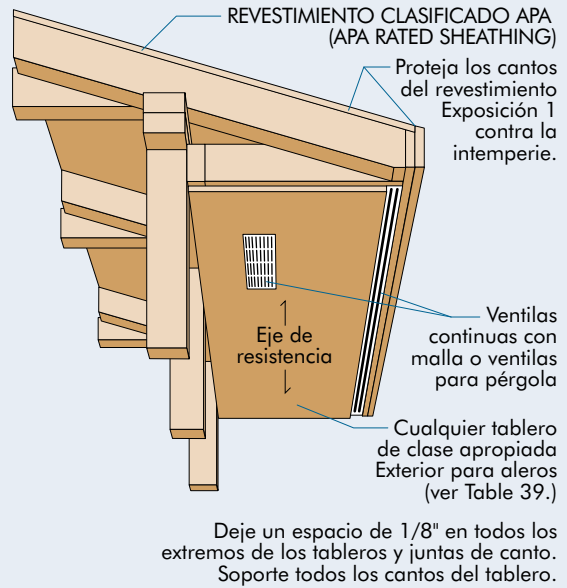 REVESTIMIENTO CLASIFICADO APA
(APA RATED SHEATHING)
Proteja los cantos
del revestimiento
Exposición 1
contra la
intemperie.
Ventilas
continuas con
malla o ventilas
para pérgola
Eje de
resistencia
Cualquier tablero
de clase apropiada
Exterior para aleros
(ver Table 39.)
Deje un espacio de 1/8" en todos los
extremos de los tableros y juntas de canto.
Soporte todos los cantos del tablero.